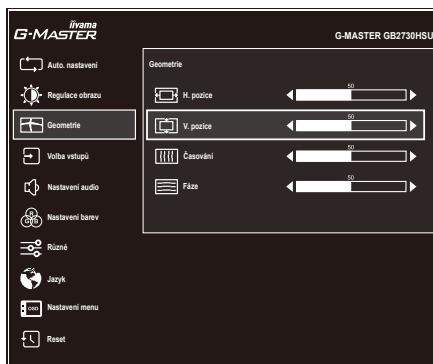 iiyama
G-MASTER
G-MASTER GB2730HSU
Auto. nastavení
Regulace obrazu
Geometrie
Volba vstupů
Nastavení audio
Nastavení barev
R
G B
Různé
Jazyk
OSD
Nastavení menu
Reset
Geometrie
H. pozice
50
V. pozice
50
Časování
50
Fáze
50